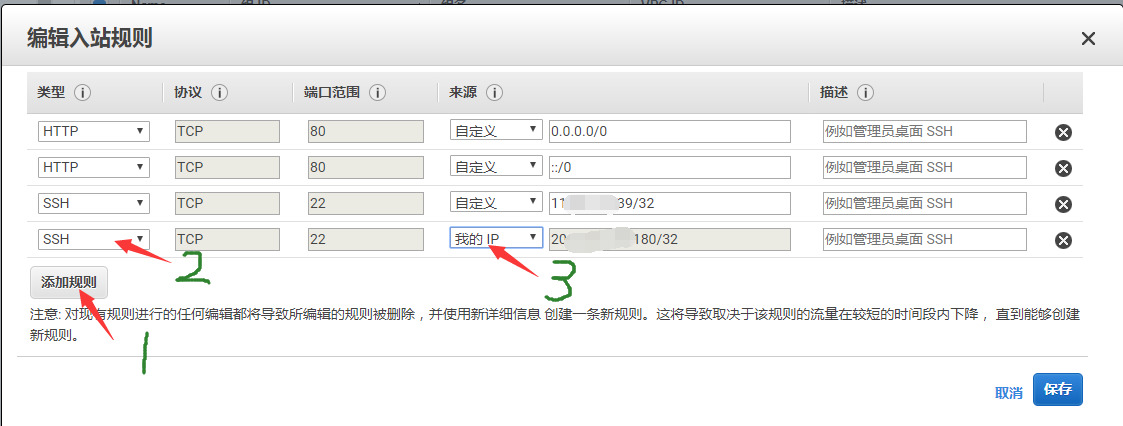 编辑入站规则
类型 协议 端口范围 来源 描述
HTTP TCP 80 自定义 0.0.0.0/0 例如管理员桌面 SSH
HTTP TCP 80 自定义 ::/0 例如管理员桌面 SSH
SSH TCP 22 自定义 11 39/32 例如管理员桌面 SSH
SSH TCP 22 我的 IP 20 180/32 例如管理员桌面 SSH
添加规则
2
3
注意: 对现有规则进行的任何编辑都将导致所编辑的规则被删除，并使用新详细信息 创建一条新规则。这将导致取决于该规则的流量在较短的时间段内下降， 直到能够创建
新规则。
1
取消 保存